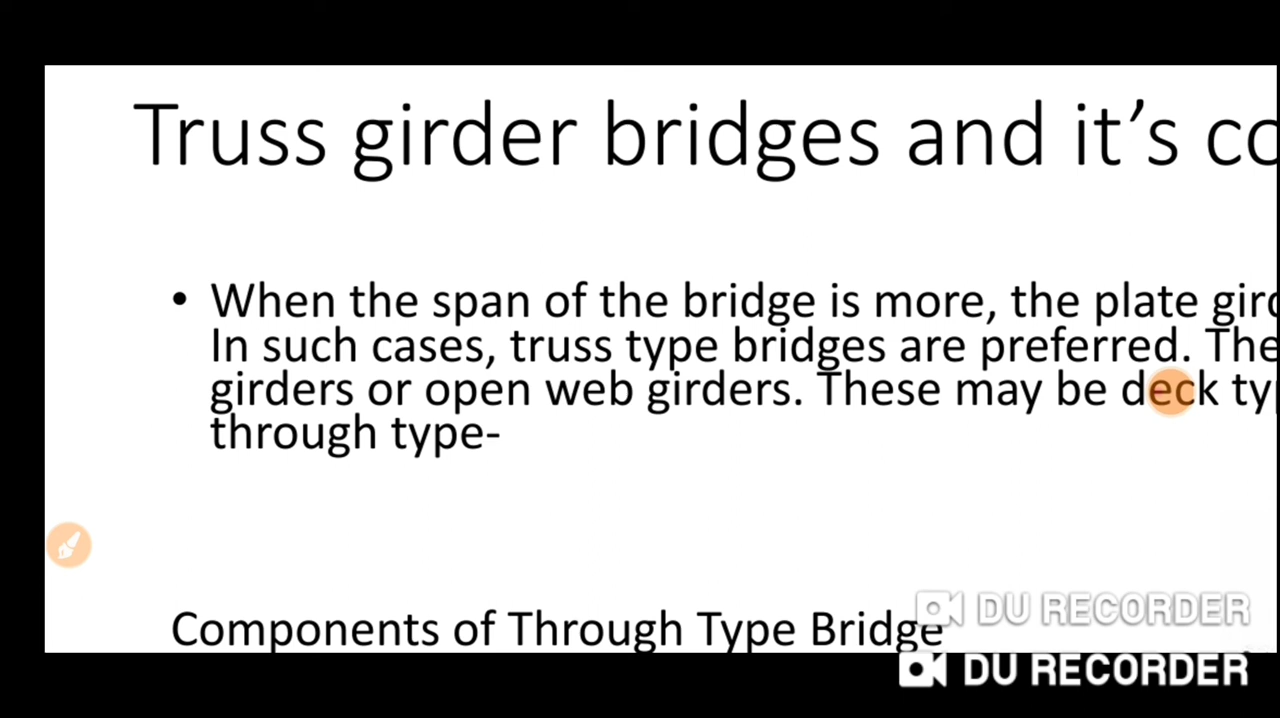 Truss girder bridges and it's co
• When the span of the bridge is more, the plate gird
In such cases, truss type bridges are preferred. The
girders or open web girders. These may be deck ty
through type-
Components of Through Type Bridge
DU RECORDER
DU RECORDER